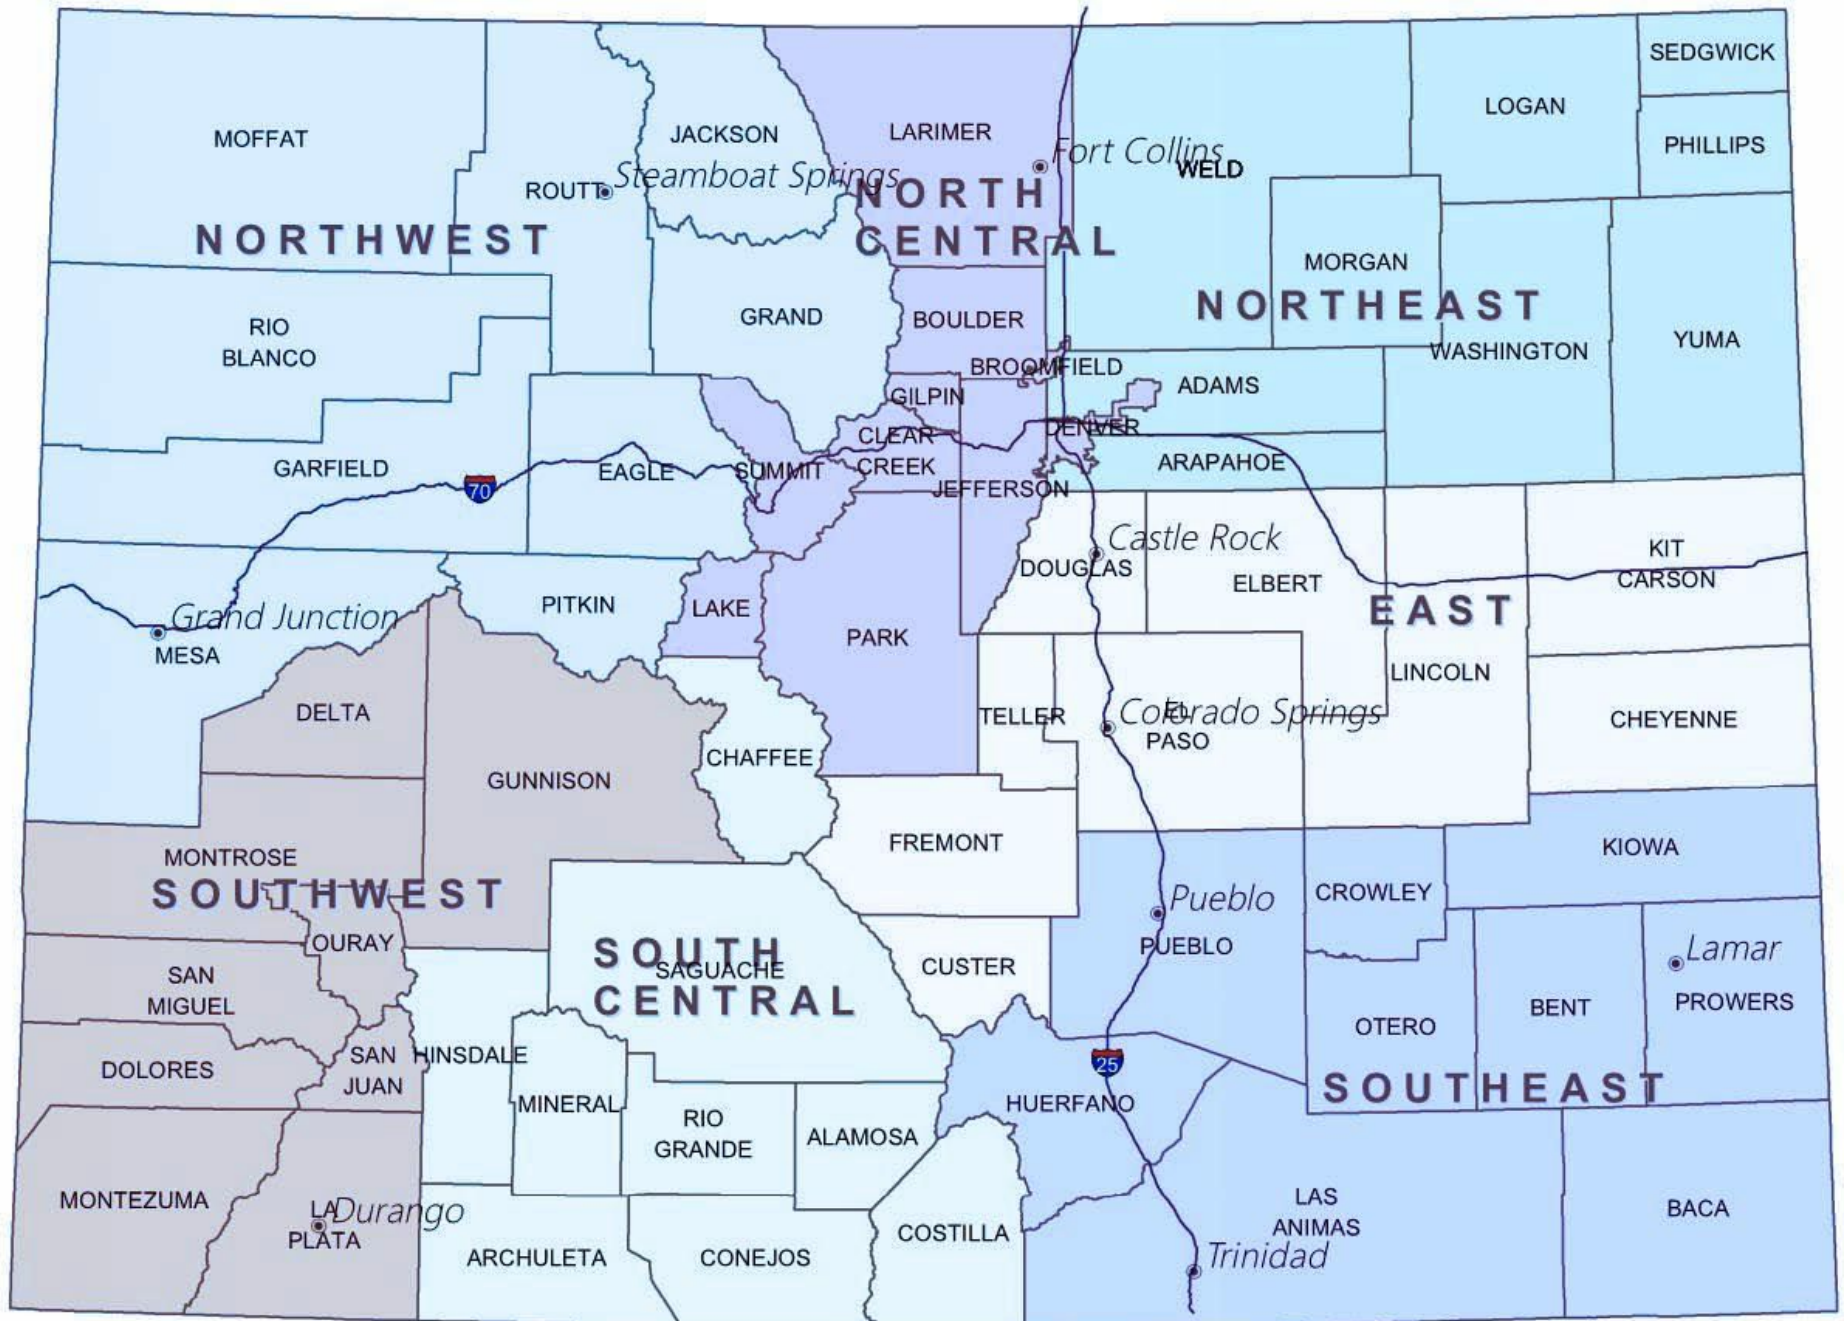 SEDGWICK
LOGAN
LARIMER
JACKSON
MOFFAT
PHILLIPS
Fort Collins
WELD
Steamboat Springs
ROUTT
NORTH
CENTRAL
NORTHWEST
MORGAN
NORTHEAST
GRAND
BOULDER
RIO
BLANCO
YUMA
WASHINGTON
BROOMFIELD
ADAMS
GILPIN
DENVER
CLEAR
CREEK
ARAPAHOE
GARFIELD
EAGLE
SUMMIT
70
JEFFERSON
Castle Rock
DOUGLAS
ELBERT
KIT
CARSON
EAST
Grand Junction
MESA
PITKIN
LAKE
PARK
LINCOLN
DELTA
TELLER
Colorado Springs
EL
PASO
CHEYENNE
CHAFFEE
GUNNISON
FREMONT
KIOWA
MONTROSE
SOUTHWEST
CROWLEY
Pueblo
PUEBLO
OURAY
SOUTH
CENTRAL
SAGUACHE
CUSTER
Lamar
PROWERS
SAN
MIGUEL
BENT
OTERO
DOLORES
SAN
JUAN
HINSDALE
25
SOUTHEAST
MINERAL
RIO
GRANDE
ALAMOSA
HUERFANO
MONTEZUMA
LA
PLATA
Durango
LAS
ANIMAS
BACA
COSTILLA
ARCHULETA
CONEJOS
Trinidad